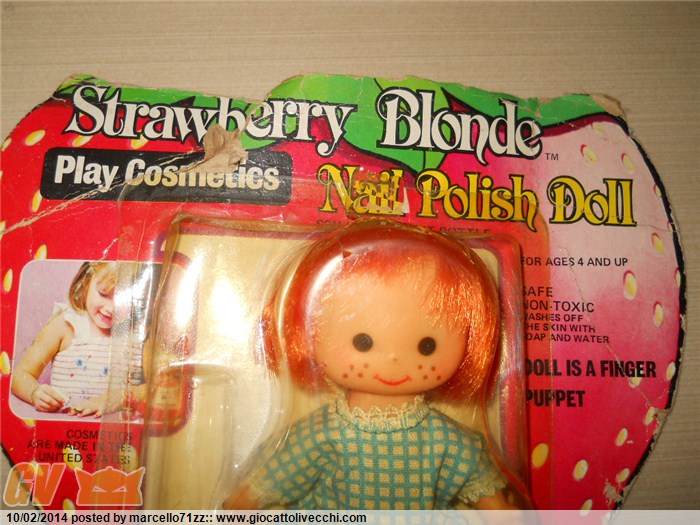 Strawberry Blonde TM
Play Cosmetics
Nail Polish Doll
BOTTLE
FOR AGES 4 AND UP
SAFE
NON-TOXIC
WASHES OFF
THE SKIN WITH
SOAP AND WATER
DOLL IS A FINGER
PUPPET
COSMETICS
ARE MADE IN THE
UNITED STATES
GV
10/02/2014 posted by marcello71zz:: www.giocattolivecchi.com